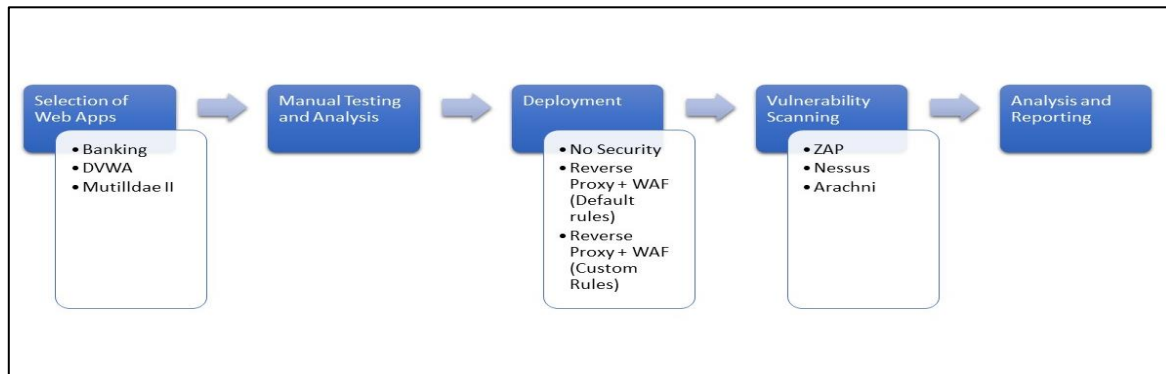 Selection of
Web Apps
• Banking
• DVWA
• Mutilldae II
Manual Testing
and Analysis
Deployment
• No Security
• Reverse
Proxy + WAF
(Default
rules)
• Reverse
Proxy + WAF
(Custom
Rules)
Vulnerability
Scanning
• ZAP
• Nessus
• Arachni
Analysis and
Reporting